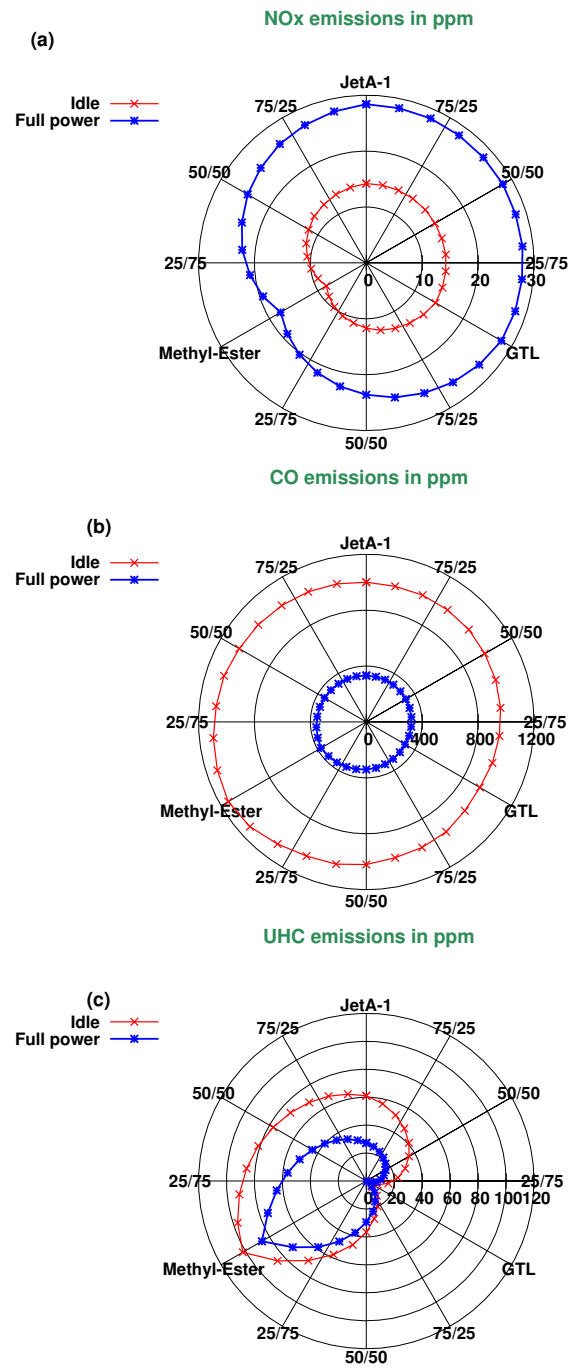 NOx emissions in ppm
(a)
Idle
Full power
JetA-1
75/25
75/25
50/50
50/50
25/75
25/75
0 10 20 30
Methyl-Ester
GTL
25/75
75/25
50/50
CO emissions in ppm
(b)
Idle
Full power
JetA-1
75/25
75/25
50/50
50/50
25/75
25/75
0 400 800 1200
Methyl-Ester
GTL
25/75
75/25
50/50
UHC emissions in ppm
(c)
Idle
Full power
JetA-1
75/25
75/25
50/50
50/50
25/75
25/75
0 20 40 60 80 100 120
Methyl-Ester
GTL
25/75
75/25
50/50